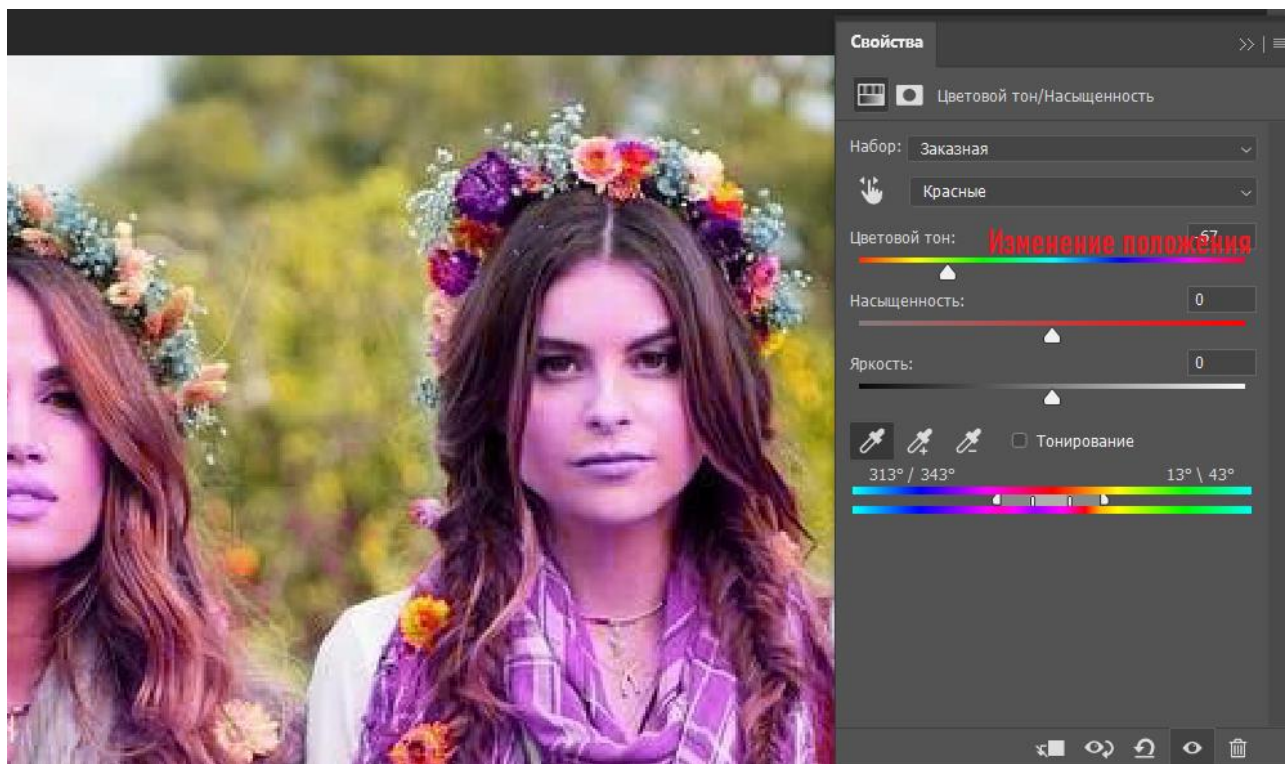 Свойства
Цветовой тон/Насыщенность
Набор: Заказная
Красные
Цветовой тон: -67
Изменение положения
Насыщенность: 0
Яркость: 0
Тонирование
313° / 343° 13° \ 43°